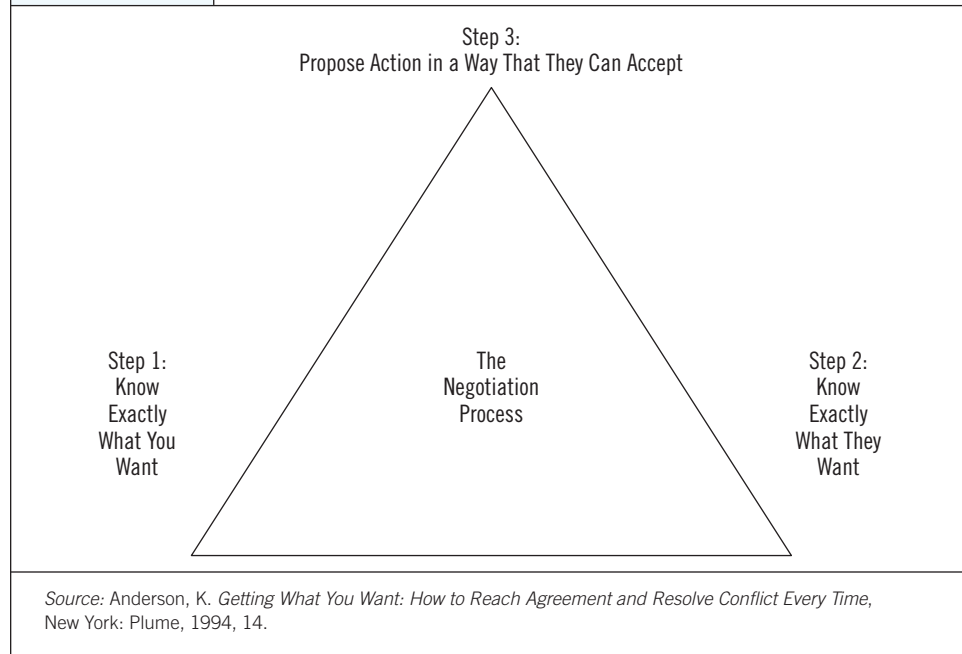 Step 3:
Propose Action in a Way That They Can Accept
Step 1:
Know
Exactly
What You
Want
The
Negotiation
Process
Step 2:
Know
Exactly
What They
Want
Source: Anderson, K. Getting What You Want: How to Reach Agreement and Resolve Conflict Every Time,
New York: Plume, 1994, 14.